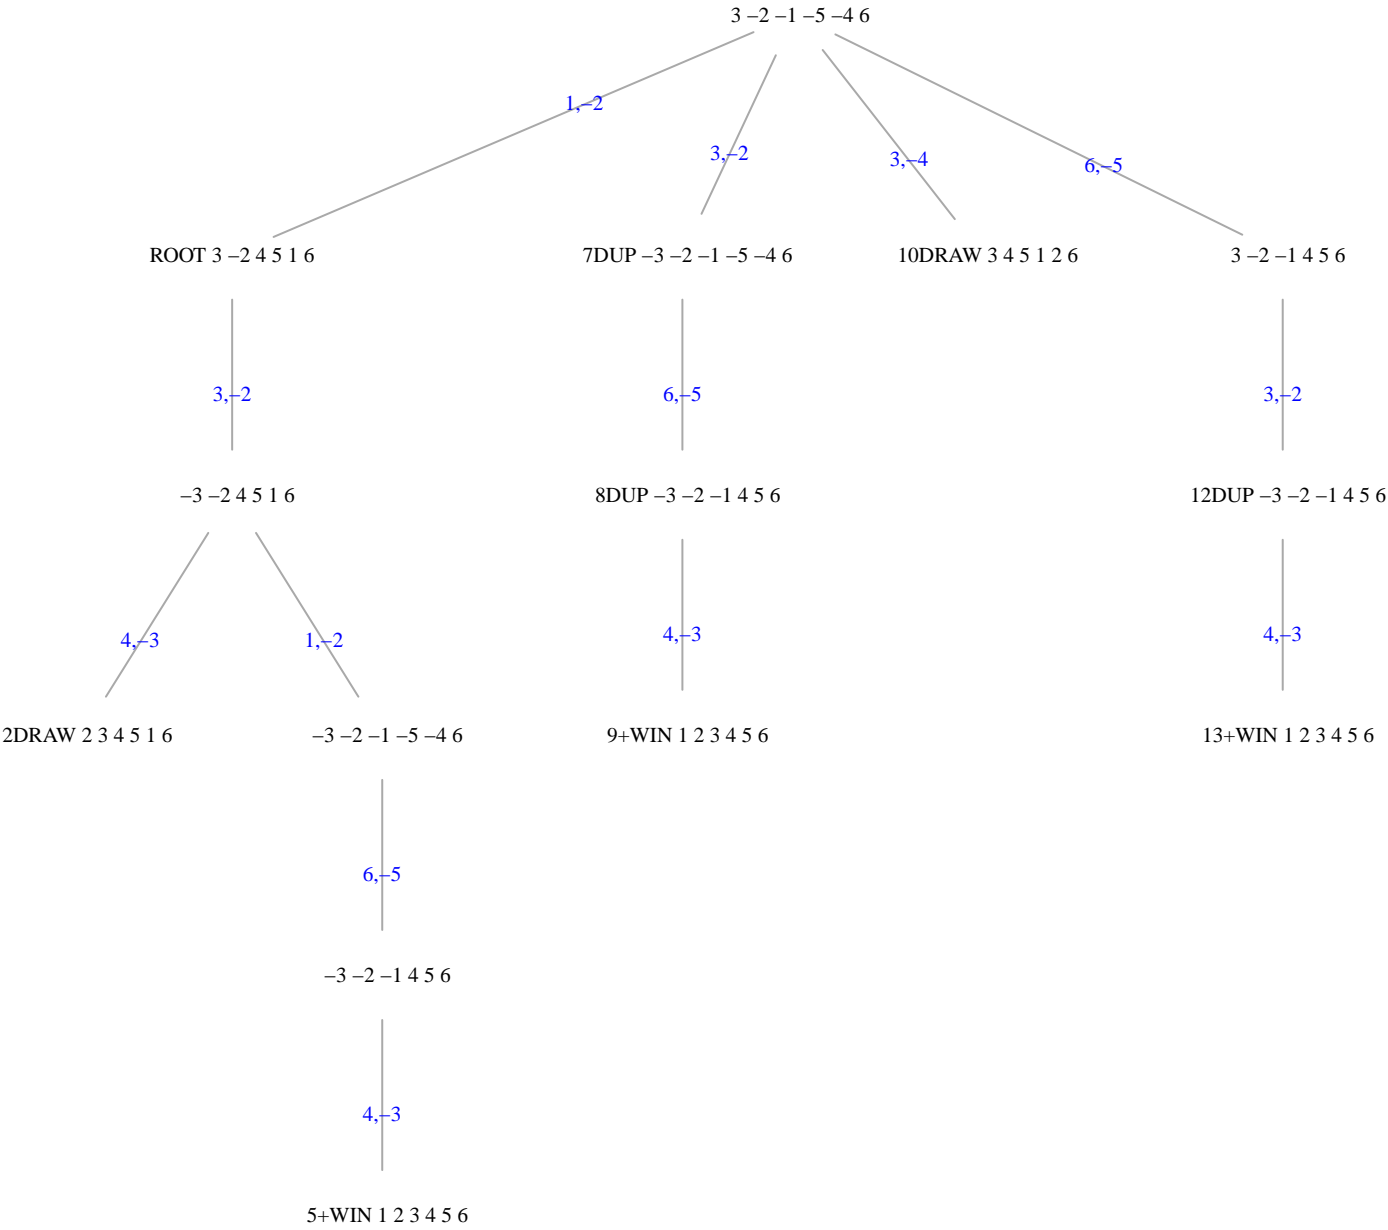 3 –2 –1 –5 –4 6
1,–2
3,–2
3,–4
6,–5
ROOT 3 –2 4 5 1 6
7DUP –3 –2 –1 –5 –4 6
10DRAW 3 4 5 1 2 6
3 –2 –1 4 5 6
3,–2
6,–5
3,–2
–3 –2 4 5 1 6
8DUP –3 –2 –1 4 5 6
12DUP –3 –2 –1 4 5 6
4,–3
1,–2
4,–3
4,–3
2DRAW 2 3 4 5 1 6
–3 –2 –1 –5 –4 6
9+WIN 1 2 3 4 5 6
13+WIN 1 2 3 4 5 6
6,–5
–3 –2 –1 4 5 6
4,–3
5+WIN 1 2 3 4 5 6